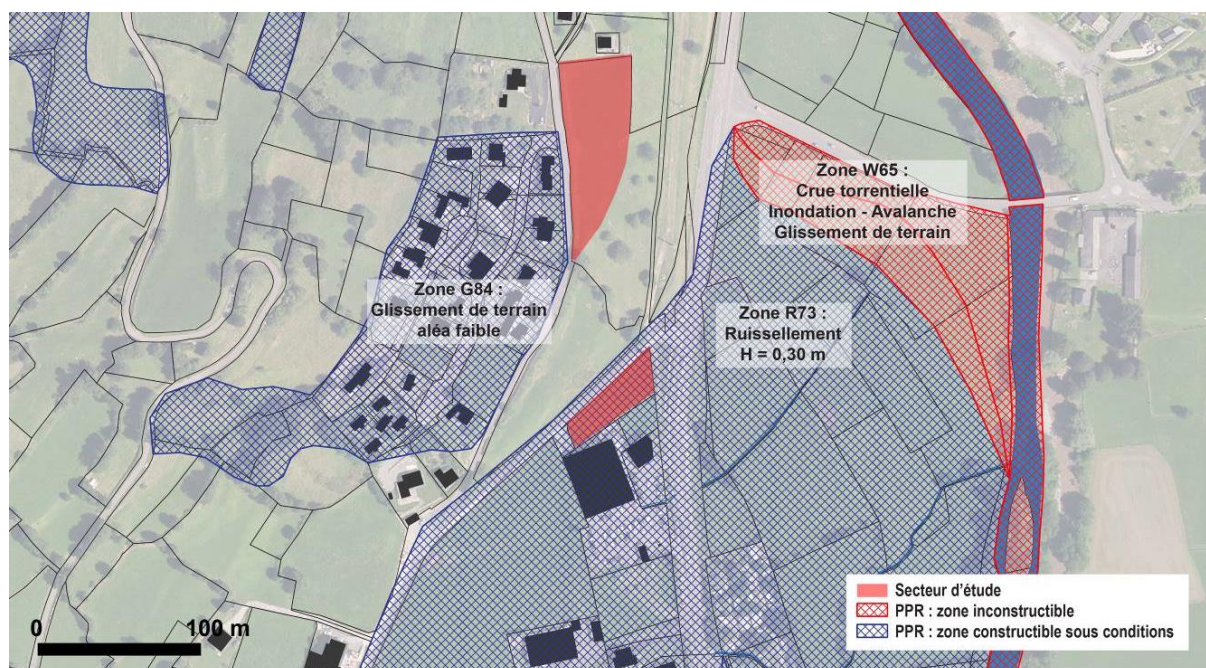 Zone W65 :
Crue torrentielle
Inondation - Avalanche
Glissement de terrain
Zone G84 :
Glissement de terrain
aléa faible
Zone R73 :
Ruissellement
H = 0,30 m
Secteur d'étude
PPR : zone inconstructible
PPR : zone constructible sous conditions
0 100 m